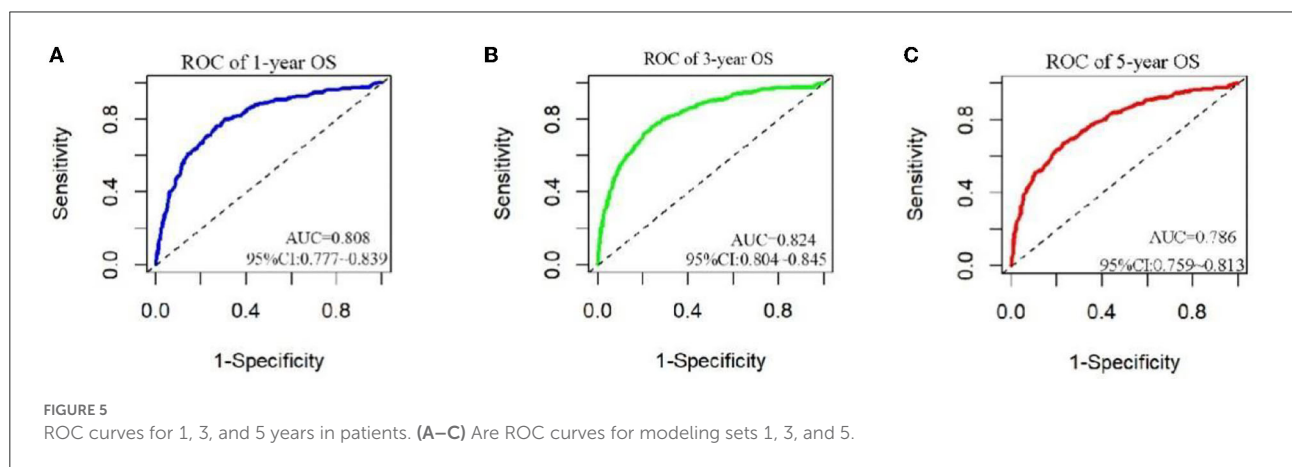 A
ROC of 1-year OS
0.8
0.4
0.0
Sensitivity
AUC=0.808
95%CI:0.777~0.839
0.0 0.4 0.8
1-Specificity
B
ROC of 3-year OS
0.8
0.4
0.0
Sensitivity
AUC=0.824
95%CI:0.804~0.845
0.0 0.4 0.8
1-Specificity
C
ROC of 5-year OS
0.8
0.4
0.0
Sensitivity
AUC=0.786
95%CI:0.759~0.813
0.0 0.4 0.8
1-Specificity
FIGURE 5
ROC curves for 1, 3, and 5 years in patients. (A–C) Are ROC curves for modeling sets 1, 3, and 5.